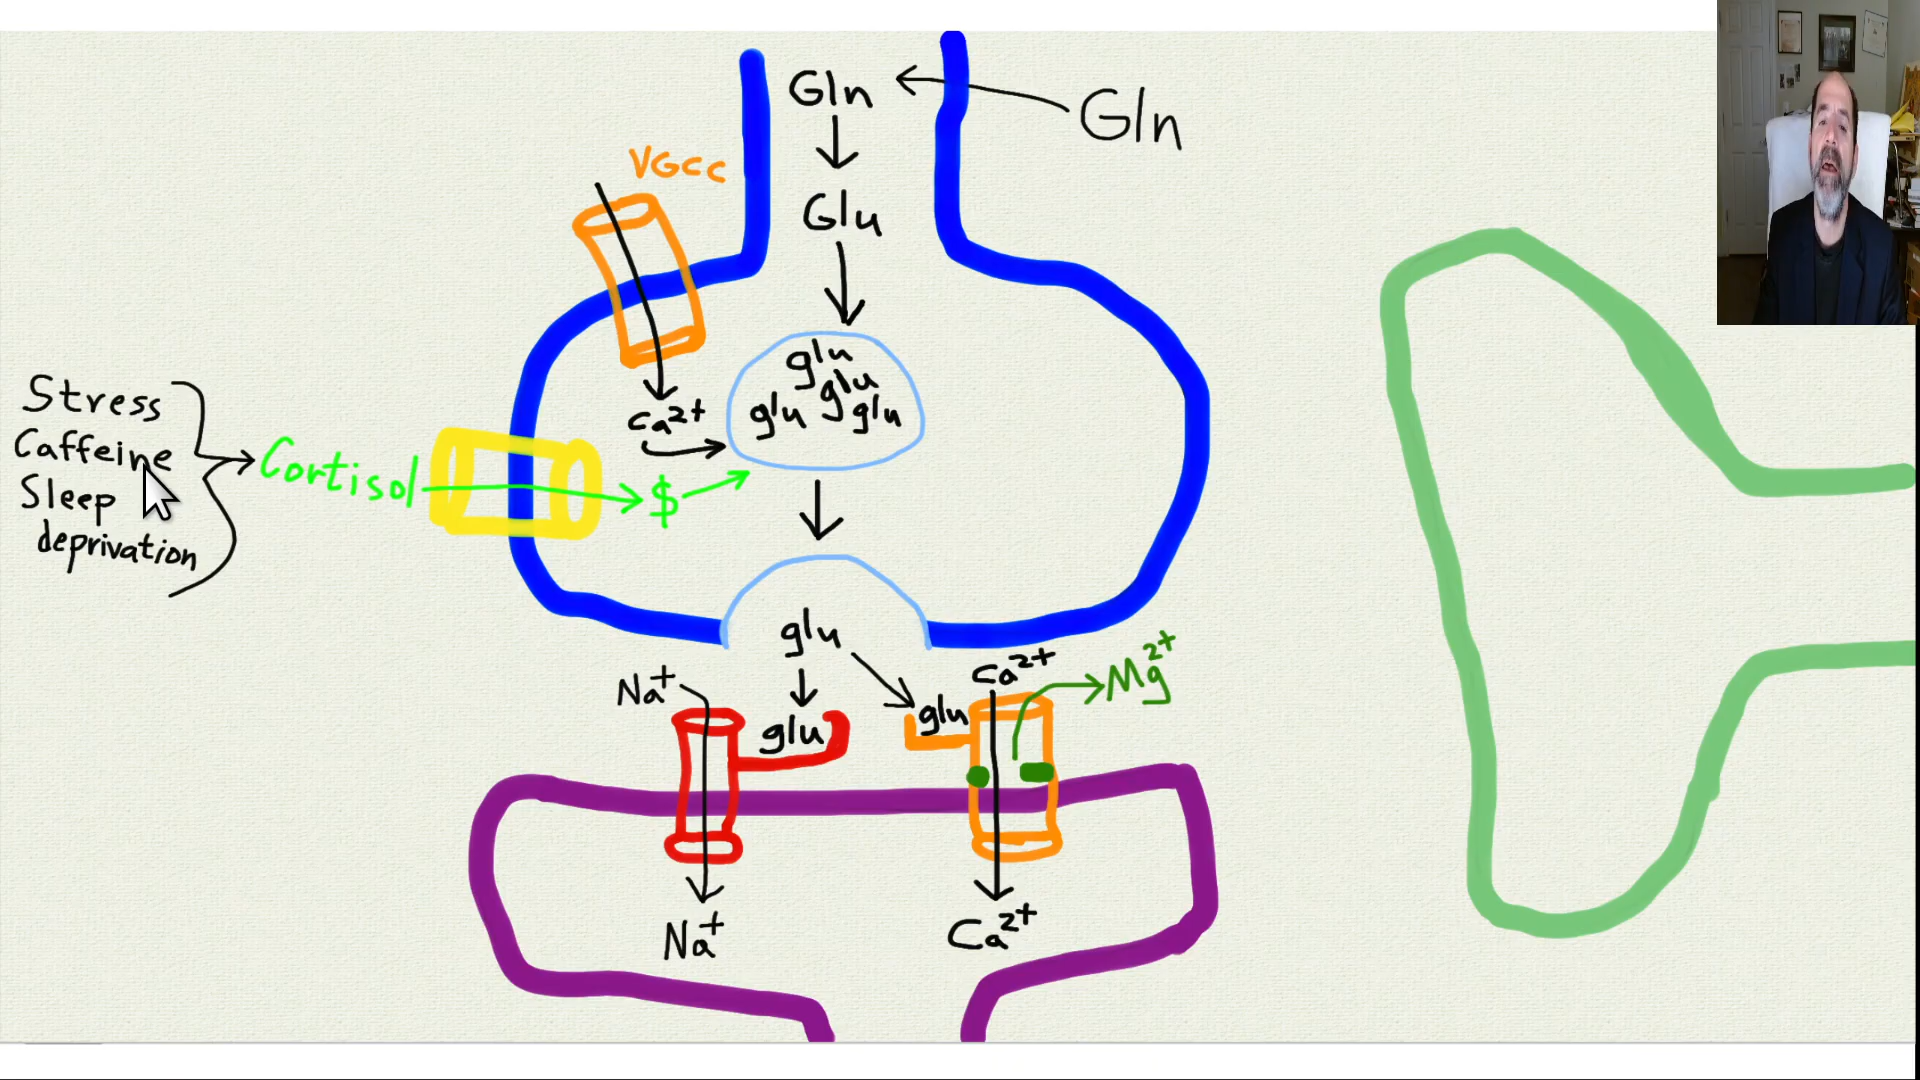 Gln
Gln
VGCC
Glu
glu
glu
glu
glu
Stress
Caffeine
Sleep
deprivation
Cortisol
Ca2+
$
glu
Na+
Ca2+
Mg2+
glu
glu
Na+
Ca2+